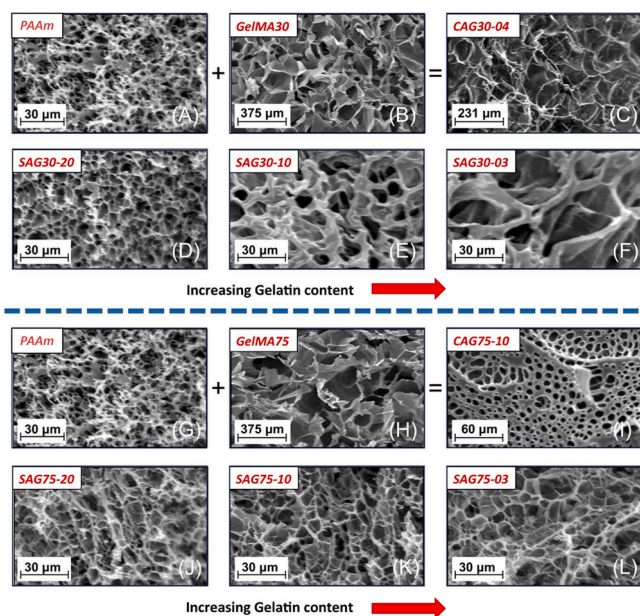 PAAm
30 µm
(A)
+
GelMA30
375 µm
(B)
=
CAG30-04
231 µm
(C)
SAG30-20
30 µm
(D)
SAG30-10
30 µm
(E)
SAG30-03
30 µm
(F)
Increasing Gelatin content
PAAm
30 µm
(G)
+
GelMA75
375 µm
(H)
=
CAG75-10
60 µm
(I)
SAG75-20
30 µm
(J)
SAG75-10
30 µm
(K)
SAG75-03
30 µm
(L)
Increasing Gelatin content